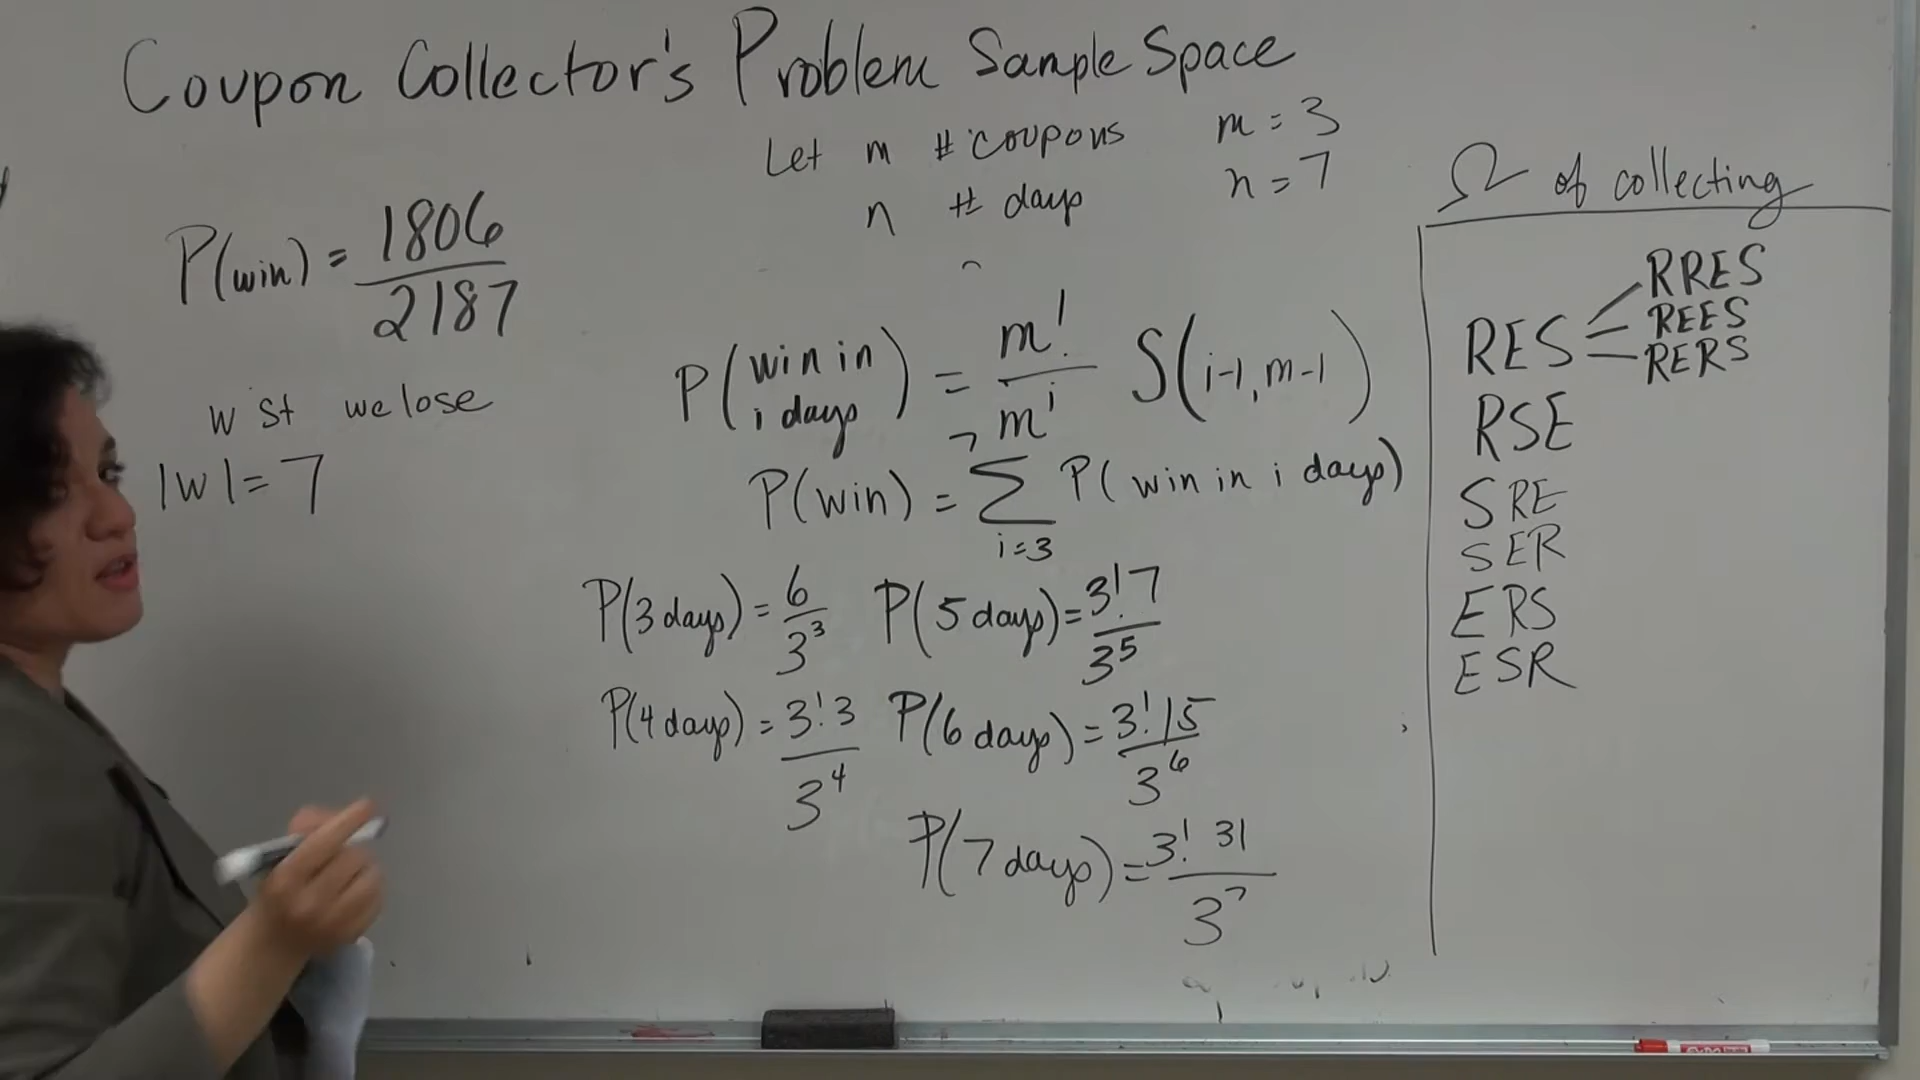 Coupon Collector's Problem Sample Space
Let m # coupons m = 3
n # days n = 7
P(win) = 1806 / 2187
w st we lose
|w| = 7
P(win in i days) = m! / m^i S(i-1, m-1)
P(win) = 7 Σ i=3 P(win in i days)
P(3 days) = 6 / 3^3 P(5 days) = 3! 7 / 3^5
P(4 days) = 3! 3 / 3^4 P(6 days) = 3! 15 / 3^6
P(7 days) = 3! 31 / 3^7
Ω of collecting
RRES
RES REES
RERS
RSE
SRE
SER
ERS
ESR